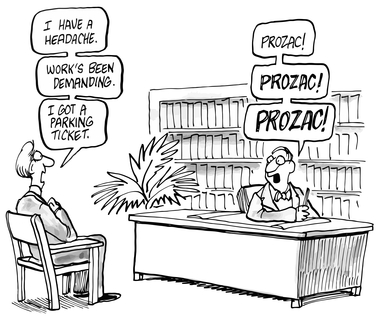 I HAVE A
HEADACHE.
WORK'S BEEN
DEMANDING.
I GOT A
PARKING
TICKET.
PROZAC!
PROZAC!
PROZAC!